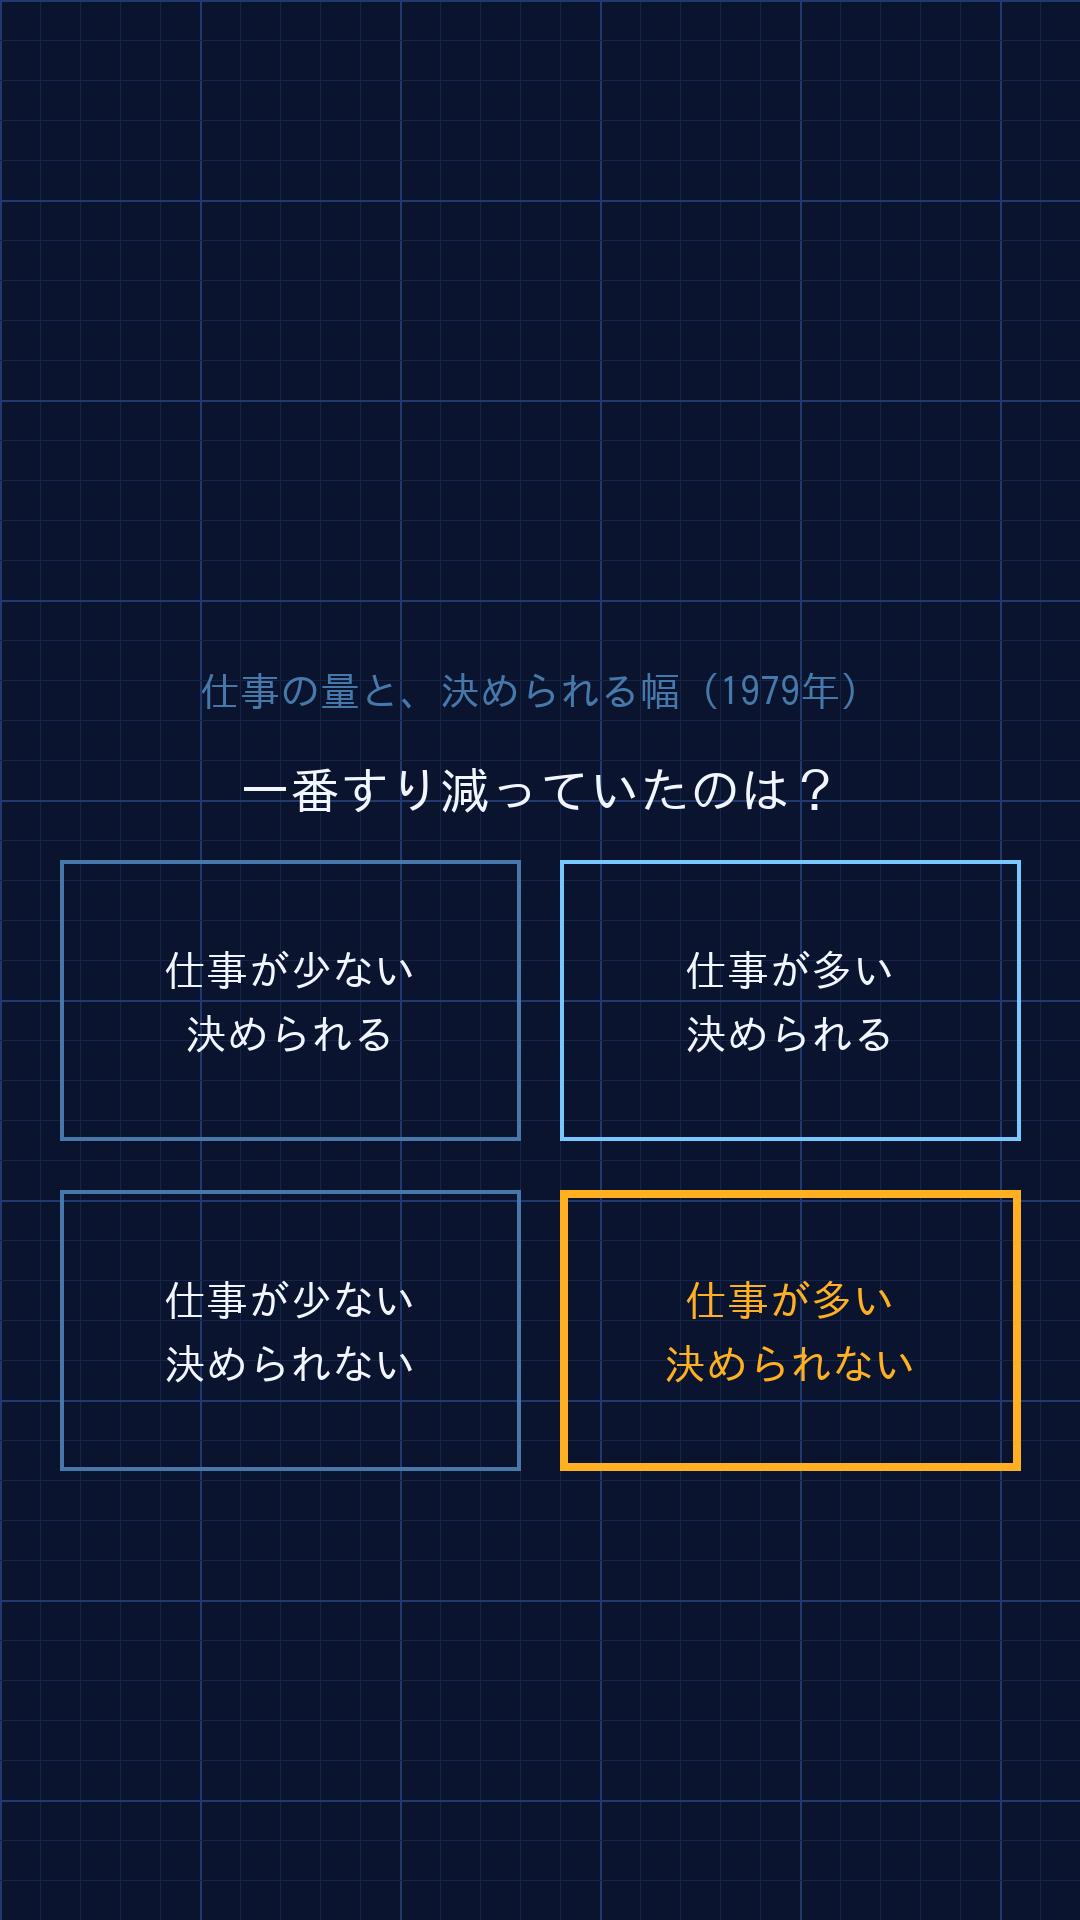 仕事の量と、決められる幅（1979年）
一番すり減っていたのは？
仕事が少ない
決められる
仕事が多い
決められる
仕事が少ない
決められない
仕事が多い
決められない